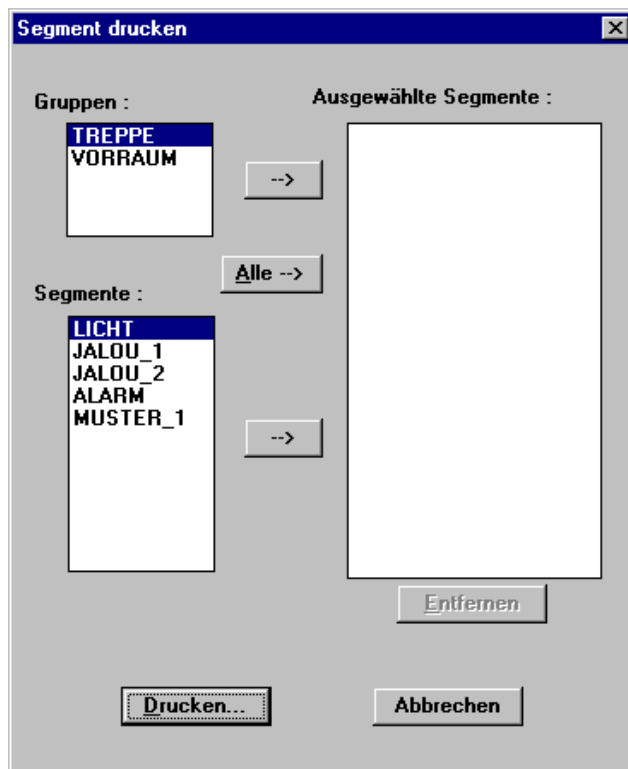 Segment drucken
Gruppen :
TREPPE
VORRAUM
-->
Alle -->
Segmente :
LICHT
JALOU_1
JALOU_2
ALARM
MUSTER_1
-->
Ausgewählte Segmente :
Entfernen
Drucken...
Abbrechen